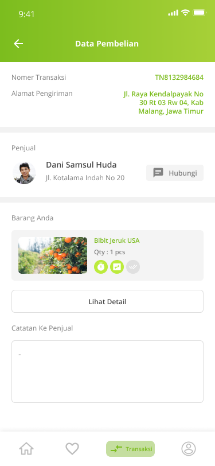 9:41
Data Pembelian
Nomer Transaksi
TN8132984684
Alamat Pengiriman
Jl. Raya Kendalpayak No
30 Rt 03 Rw 04, Kab
Malang, Jawa Timur
Penjual
Dani Samsul Huda
Jl. Kotalama Indah No 20
Hubungi
Barang Anda
Bibit Jeruk USA
Qty : 1 pcs
Lihat Detail
Catatan Ke Penjual
-
Transaksi